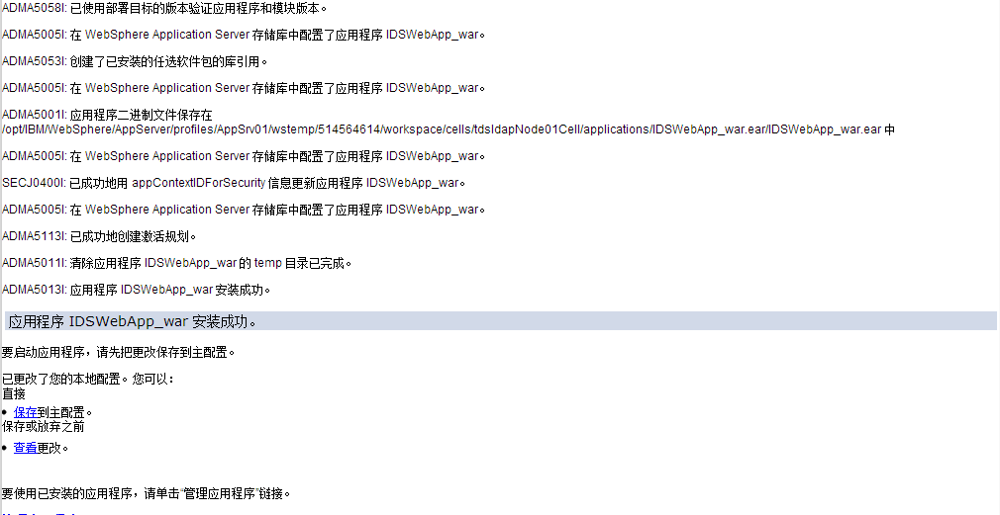 ADMA5058I: 已使用部署目标的版本验证应用程序和模块版本。
ADMA5005I: 在 WebSphere Application Server 存储库中配置了应用程序 IDSWebApp_war。
ADMA5053I: 创建了已安装的任选软件包的库引用。
ADMA5005I: 在 WebSphere Application Server 存储库中配置了应用程序 IDSWebApp_war。
ADMA5001I: 应用程序二进制文件保存在
/opt/IBM/WebSphere/AppServer/profiles/AppSrv01/wstemp/514564614/workspace/cells/tdsldapNode01Cell/applications/IDSWebApp_war.ear/IDSWebApp_war.ear 中
ADMA5005I: 在 WebSphere Application Server 存储库中配置了应用程序 IDSWebApp_war。
SECJ0400I: 已成功地用 appContextIDForSecurity 信息更新应用程序 IDSWebApp_war。
ADMA5005I: 在 WebSphere Application Server 存储库中配置了应用程序 IDSWebApp_war。
ADMA5113I: 已成功地创建激活规划。
ADMA5011I: 清除应用程序 IDSWebApp_war 的 temp 目录已完成。
ADMA5013I: 应用程序 IDSWebApp_war 安装成功。
应用程序 IDSWebApp_war 安装成功。
要启动应用程序，请先把更改保存到主配置。
已更改了您的本地配置。您可以：
直接
• 保存到主配置。
保存或放弃之前
• 查看更改。
要使用已安装的应用程序，请单击“管理应用程序”链接。